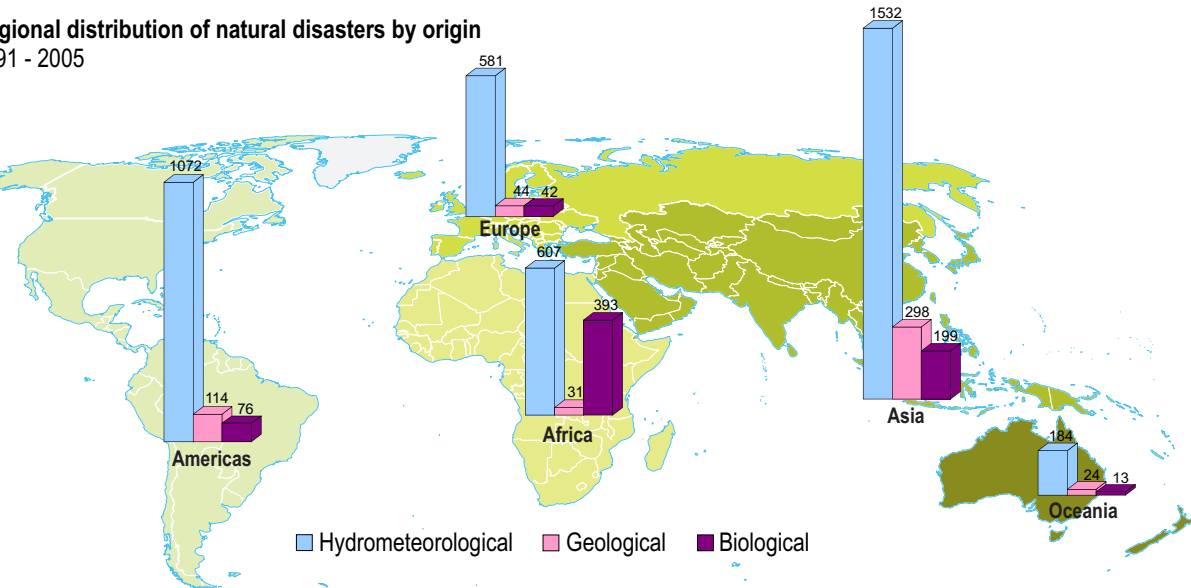 gional distribution of natural disasters by origin
91 - 2005
1532
581
1072
44 42
Europe
607
393
298
199
31
114
76
Asia
Africa
184
Americas
24 13
Oceania
Hydrometeorological Geological Biological